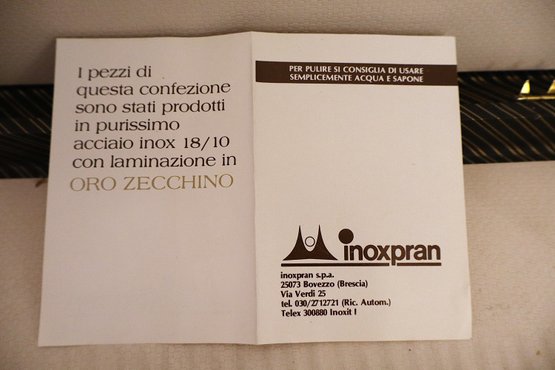 I pezzi di
questa confezione
sono stati prodotti
in purissimo
acciaio inox 18/10
con laminazione in
ORO ZECCHINO
PER PULIRE SI CONSIGLIA DI USARE
SEMPLICEMENTE ACQUA E SAPONE
inoxpran
inoxpran s.p.a.
25073 Bovezzo (Brescia)
Via Verdi 25
tel. 030/2712721 (Ric. Autom.)
Telex 300880 Inoxit I